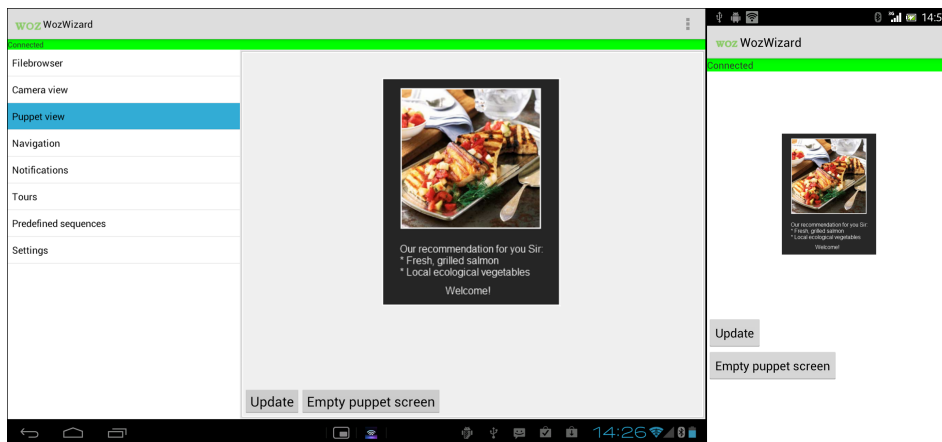 woz WozWizard
Connected
Filebrowser
Camera view
Puppet view
Navigation
Notifications
Tours
Predefined sequences
Settings
Our recommendation for you Sir:
* Fresh, grilled salmon
* Local ecological vegetables
Welcome!
Update Empty puppet screen
14:26
14:5
woz WozWizard
Connected
Our recommendation for you Sir:
* Fresh, grilled salmon
* Local ecological vegetables
Welcome!
Update
Empty puppet screen